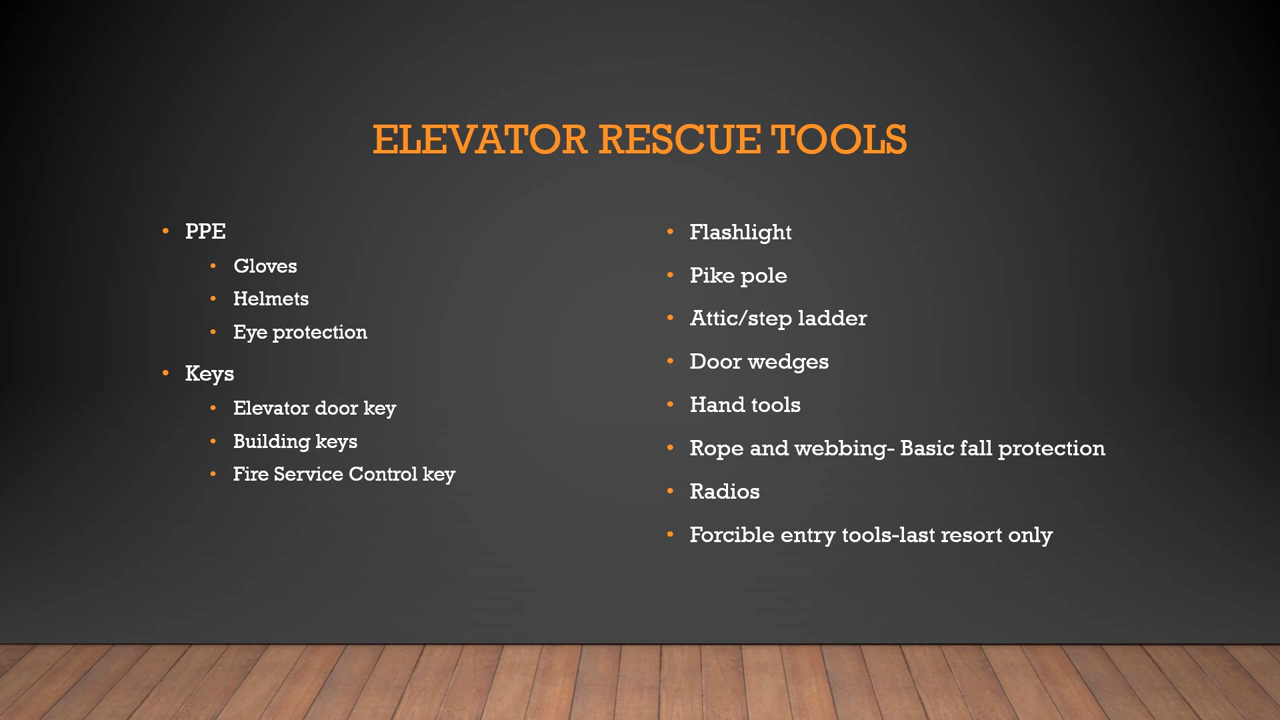 ELEVATOR RESCUE TOOLS
• PPE
• Gloves
• Helmets
• Eye protection
• Keys
• Elevator door key
• Building keys
• Fire Service Control key
• Flashlight
• Pike pole
• Attic/step ladder
• Door wedges
• Hand tools
• Rope and webbing- Basic fall protection
• Radios
• Forcible entry tools-last resort only